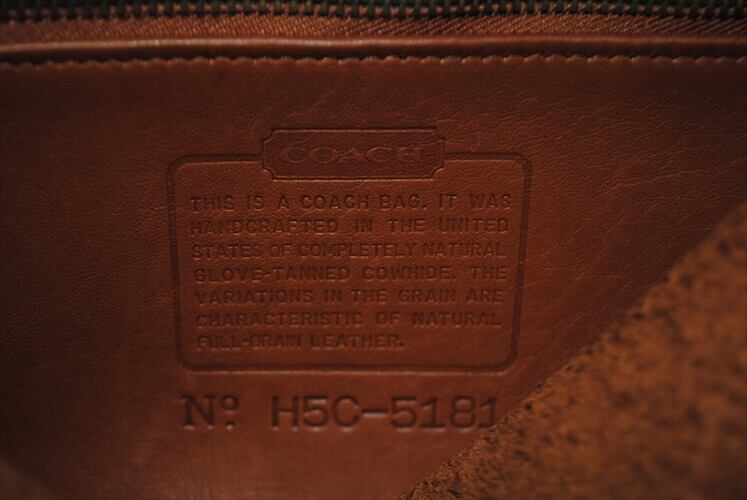 COACH
THIS IS A COACH BAG. IT WAS
HANDCRAFTED IN THE UNITED
STATES OF COMPLETELY NATURAL
GLOVE-TANNED COWHIDE. THE
VARIATIONS IN THE GRAIN ARE
CHARACTERISTIC OF NATURAL
FULL-GRAIN LEATHER.
Nº: H5C-5181